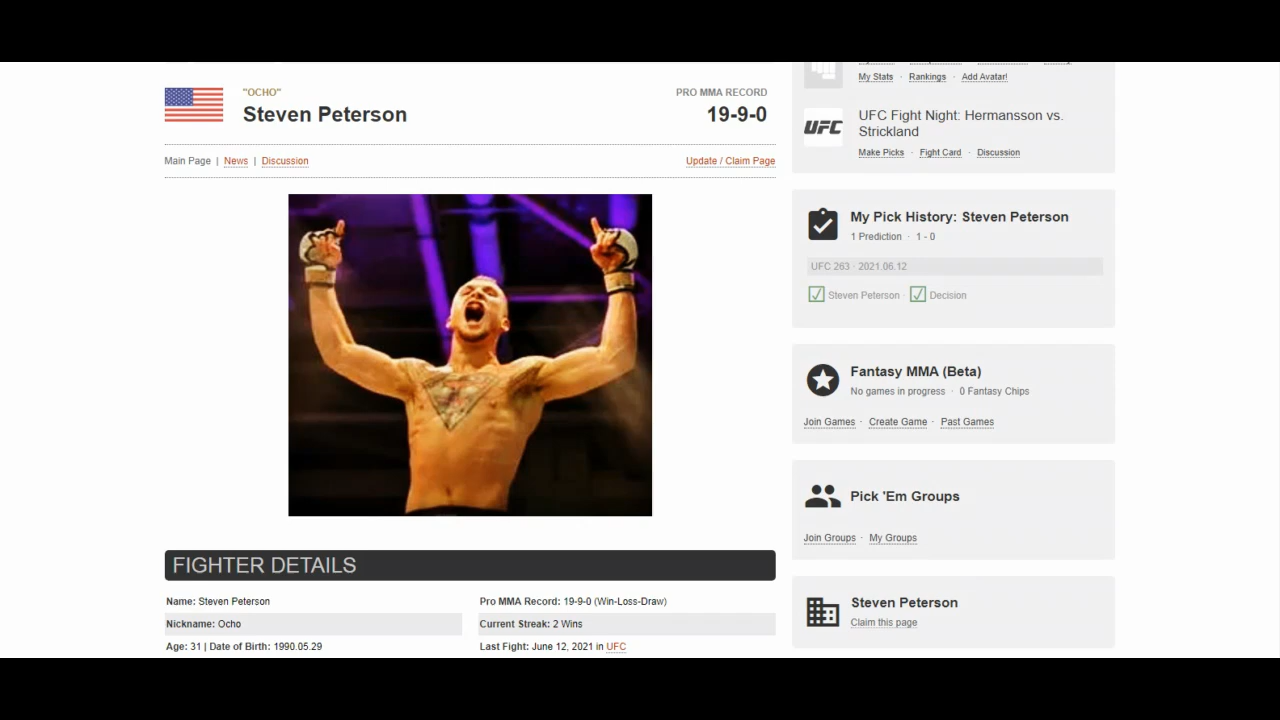 "OCHO"
Steven Peterson
PRO MMA RECORD
19-9-0
Main Page | News | Discussion
Update / Claim Page
FIGHTER DETAILS
Name: Steven Peterson
Pro MMA Record: 19-9-0 (Win-Loss-Draw)
Nickname: Ocho
Current Streak: 2 Wins
Age: 31 | Date of Birth: 1990.05.29
Last Fight: June 12, 2021 in UFC
My Stats · Rankings · Add Avatar!
UFC
UFC Fight Night: Hermansson vs.
Strickland
Make Picks · Fight Card · Discussion
My Pick History: Steven Peterson
1 Prediction · 1 - 0
UFC 263 · 2021.06.12
Steven Peterson · Decision
Fantasy MMA (Beta)
No games in progress · 0 Fantasy Chips
Join Games · Create Game · Past Games
Pick 'Em Groups
Join Groups · My Groups
Steven Peterson
Claim this page